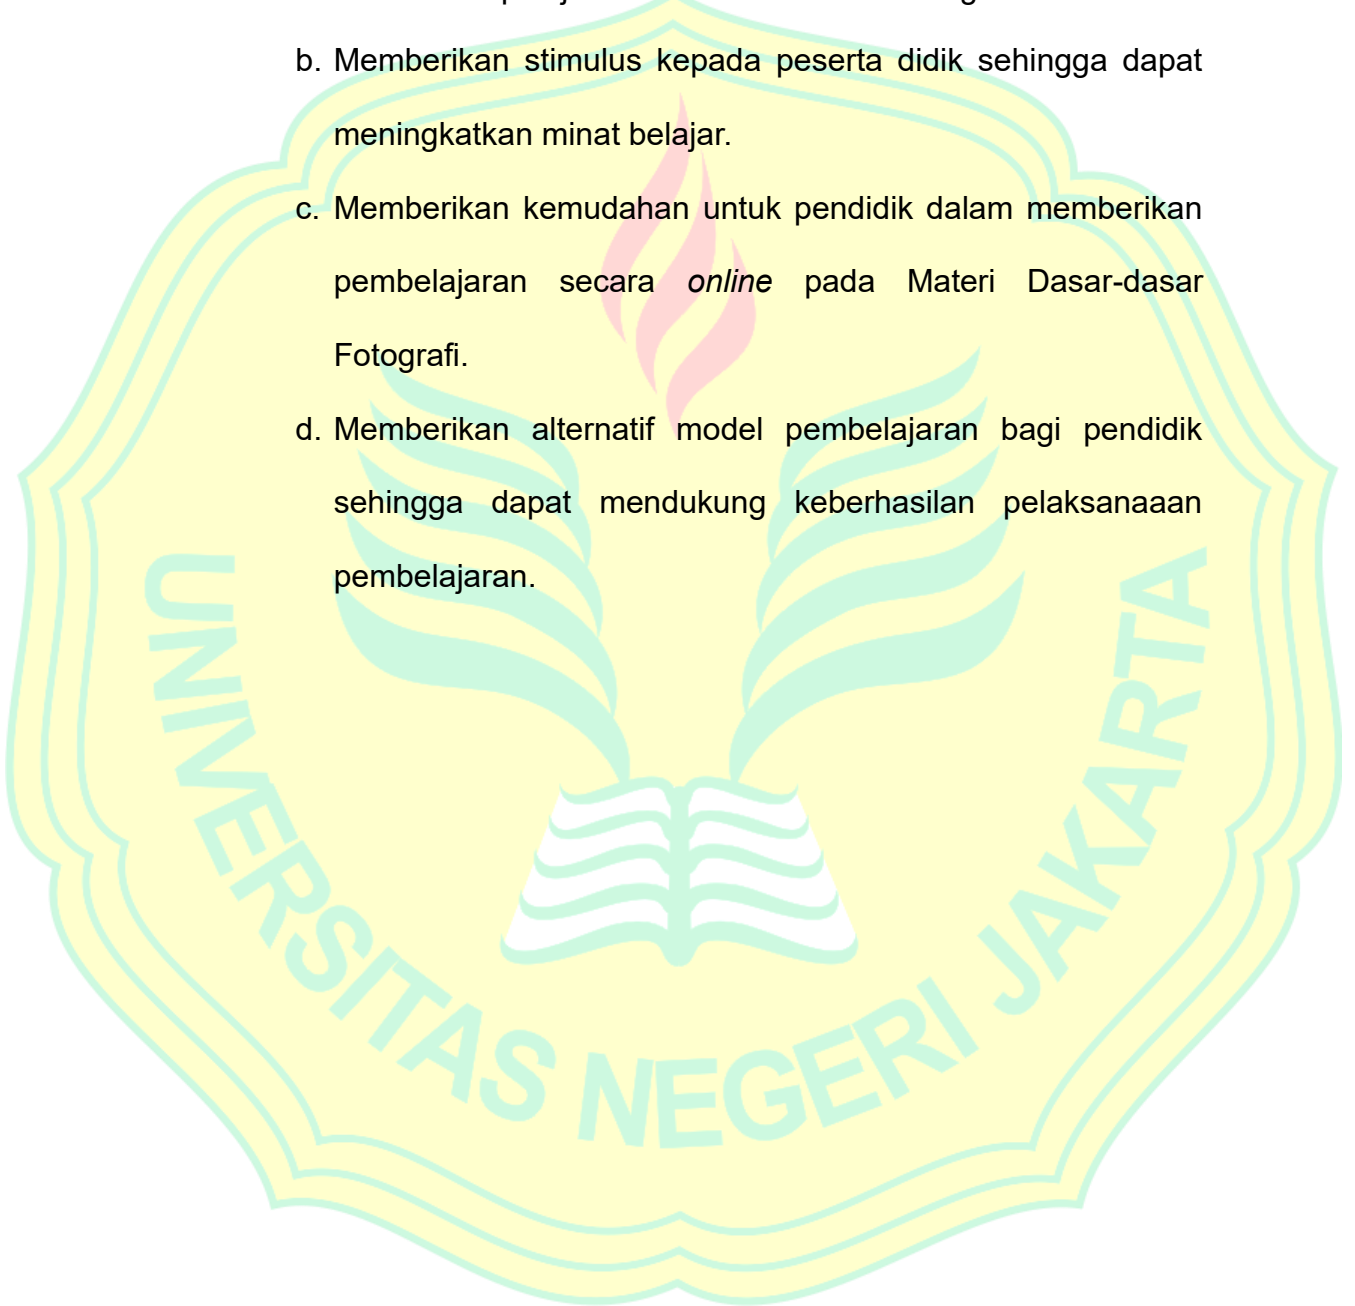 b. Memberikan stimulus kepada peserta didik sehingga dapat
meningkatkan minat belajar.
c. Memberikan kemudahan untuk pendidik dalam memberikan
pembelajaran secara online pada Materi Dasar-dasar
Fotografi.
d. Memberikan alternatif model pembelajaran bagi pendidik
sehingga dapat mendukung keberhasilan pelaksanaaan
pembelajaran.
UNIVERSITAS NEGERI JAKARTA